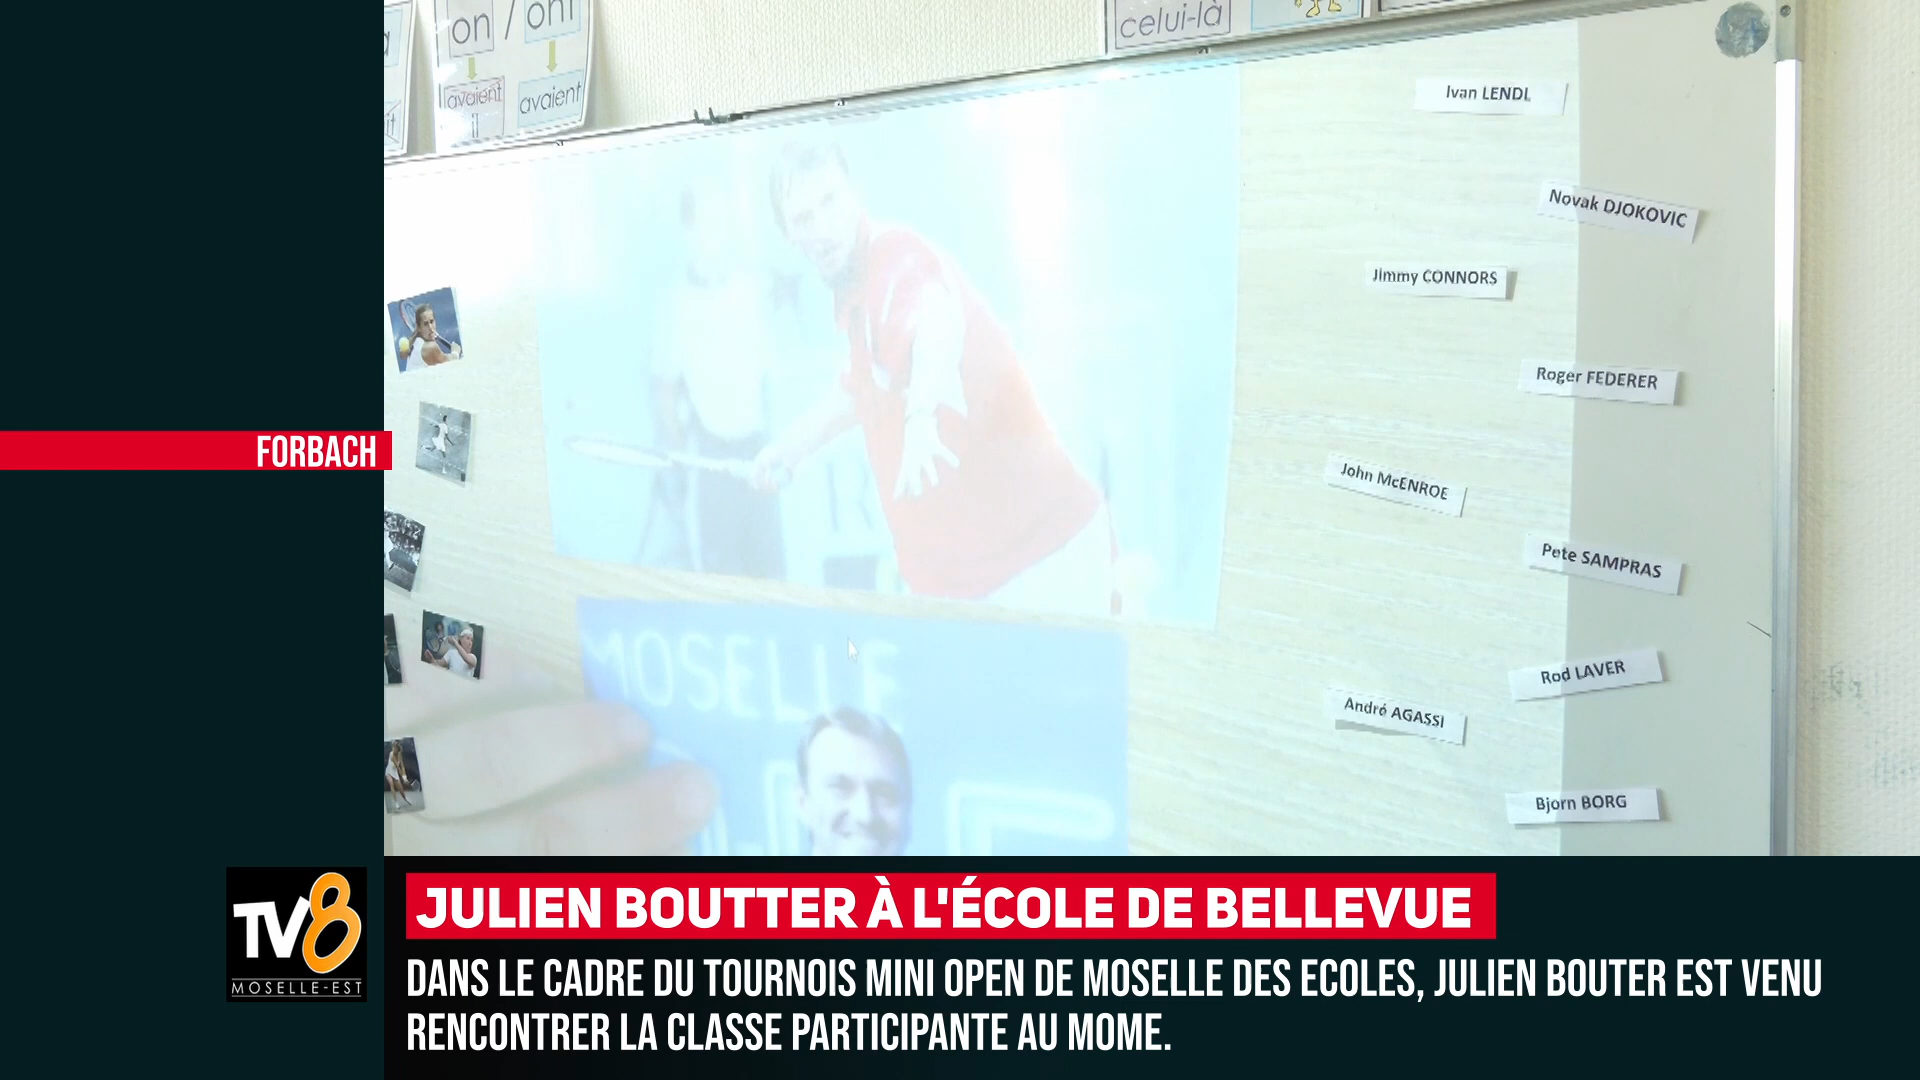 on / ont
avaient
avaient
il
celui-là
Ivan LENDL
Novak DJOKOVIC
Jimmy CONNORS
Roger FEDERER
John McENROE
Pete SAMPRAS
Rod LAVER
André AGASSI
Bjorn BORG
MOSELLE
FORBACH
TV8
MOSELLE-EST
JULIEN BOUTTER À L'ÉCOLE DE BELLEVUE
DANS LE CADRE DU TOURNOIS MINI OPEN DE MOSELLE DES ECOLES, JULIEN BOUTER EST VENU
RENCONTRER LA CLASSE PARTICIPANTE AU MOME.